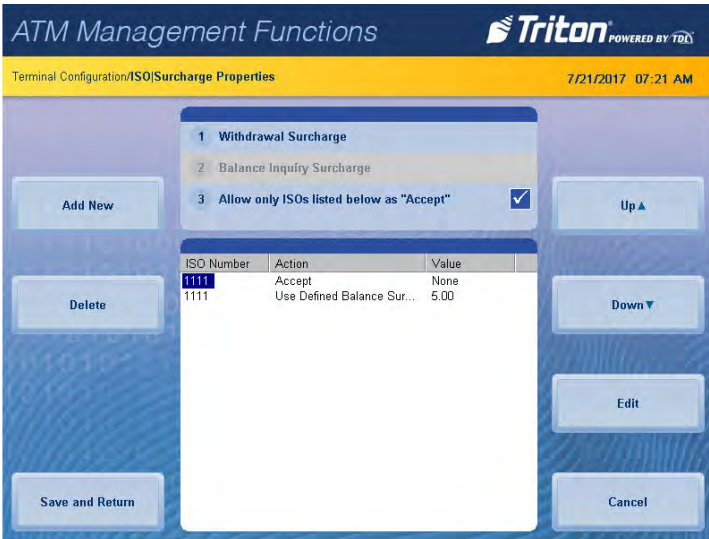 ATM Management Functions
Triton POWERED BY TDL
Terminal Configuration/ISO|Surcharge Properties
7/21/2017 07:21 AM
1 Withdrawal Surcharge
2 Balance Inquiry Surcharge
3 Allow only ISOs listed below as "Accept"
Add New
Up▲
ISO Number Action Value
1111 Accept None
1111 Use Defined Balance Sur... 5.00
Delete
Down▼
Edit
Save and Return
Cancel